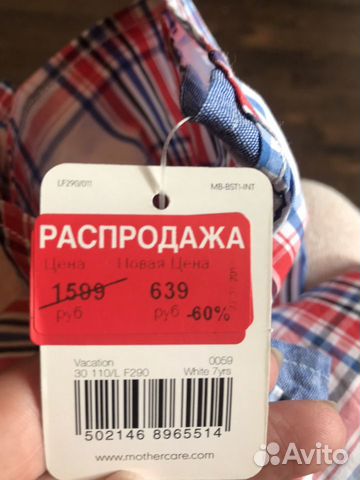 LF290/011 MB-BST1-INT
РАСПРОДАЖА
Цена Новая Цена
1599 639
руб руб -60%
Vacation 0059
30 110/L F290 White 7yrs
502146 8965514
www.mothercare.com
Avito